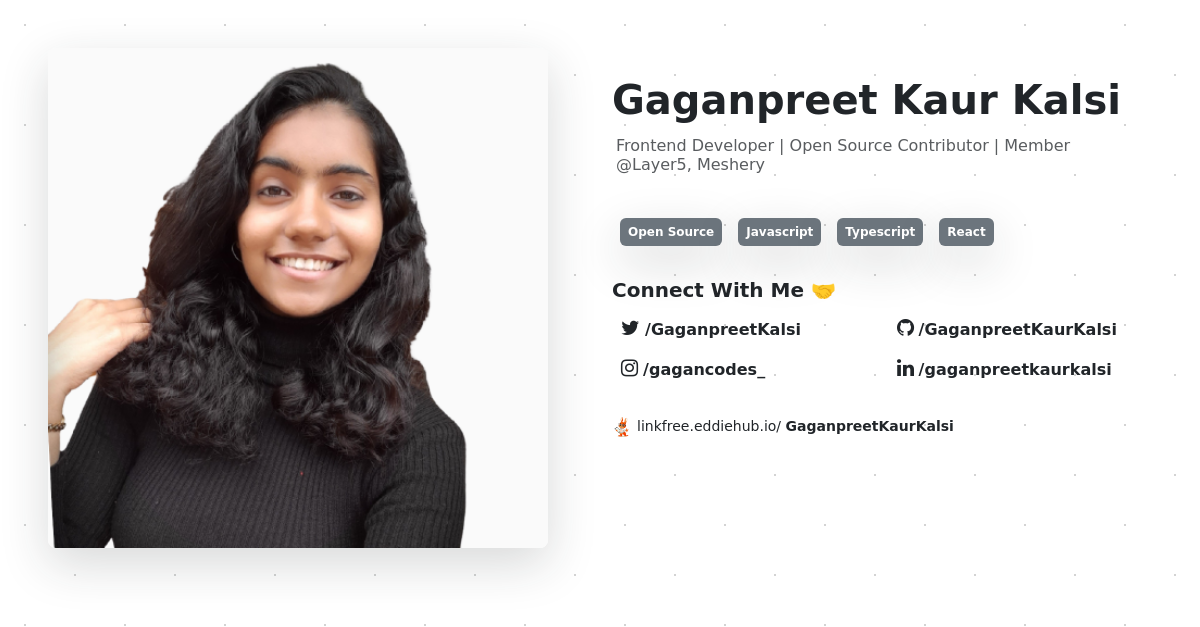 Gaganpreet Kaur Kalsi
Frontend Developer | Open Source Contributor | Member
@Layer5, Meshery
Open Source Javascript Typescript React
Connect With Me 🤝
/GaganpreetKalsi /GaganpreetKaurKalsi
/gagancodes_ /gaganpreetkaurkalsi
linkfree.eddiehub.io/ GaganpreetKaurKalsi